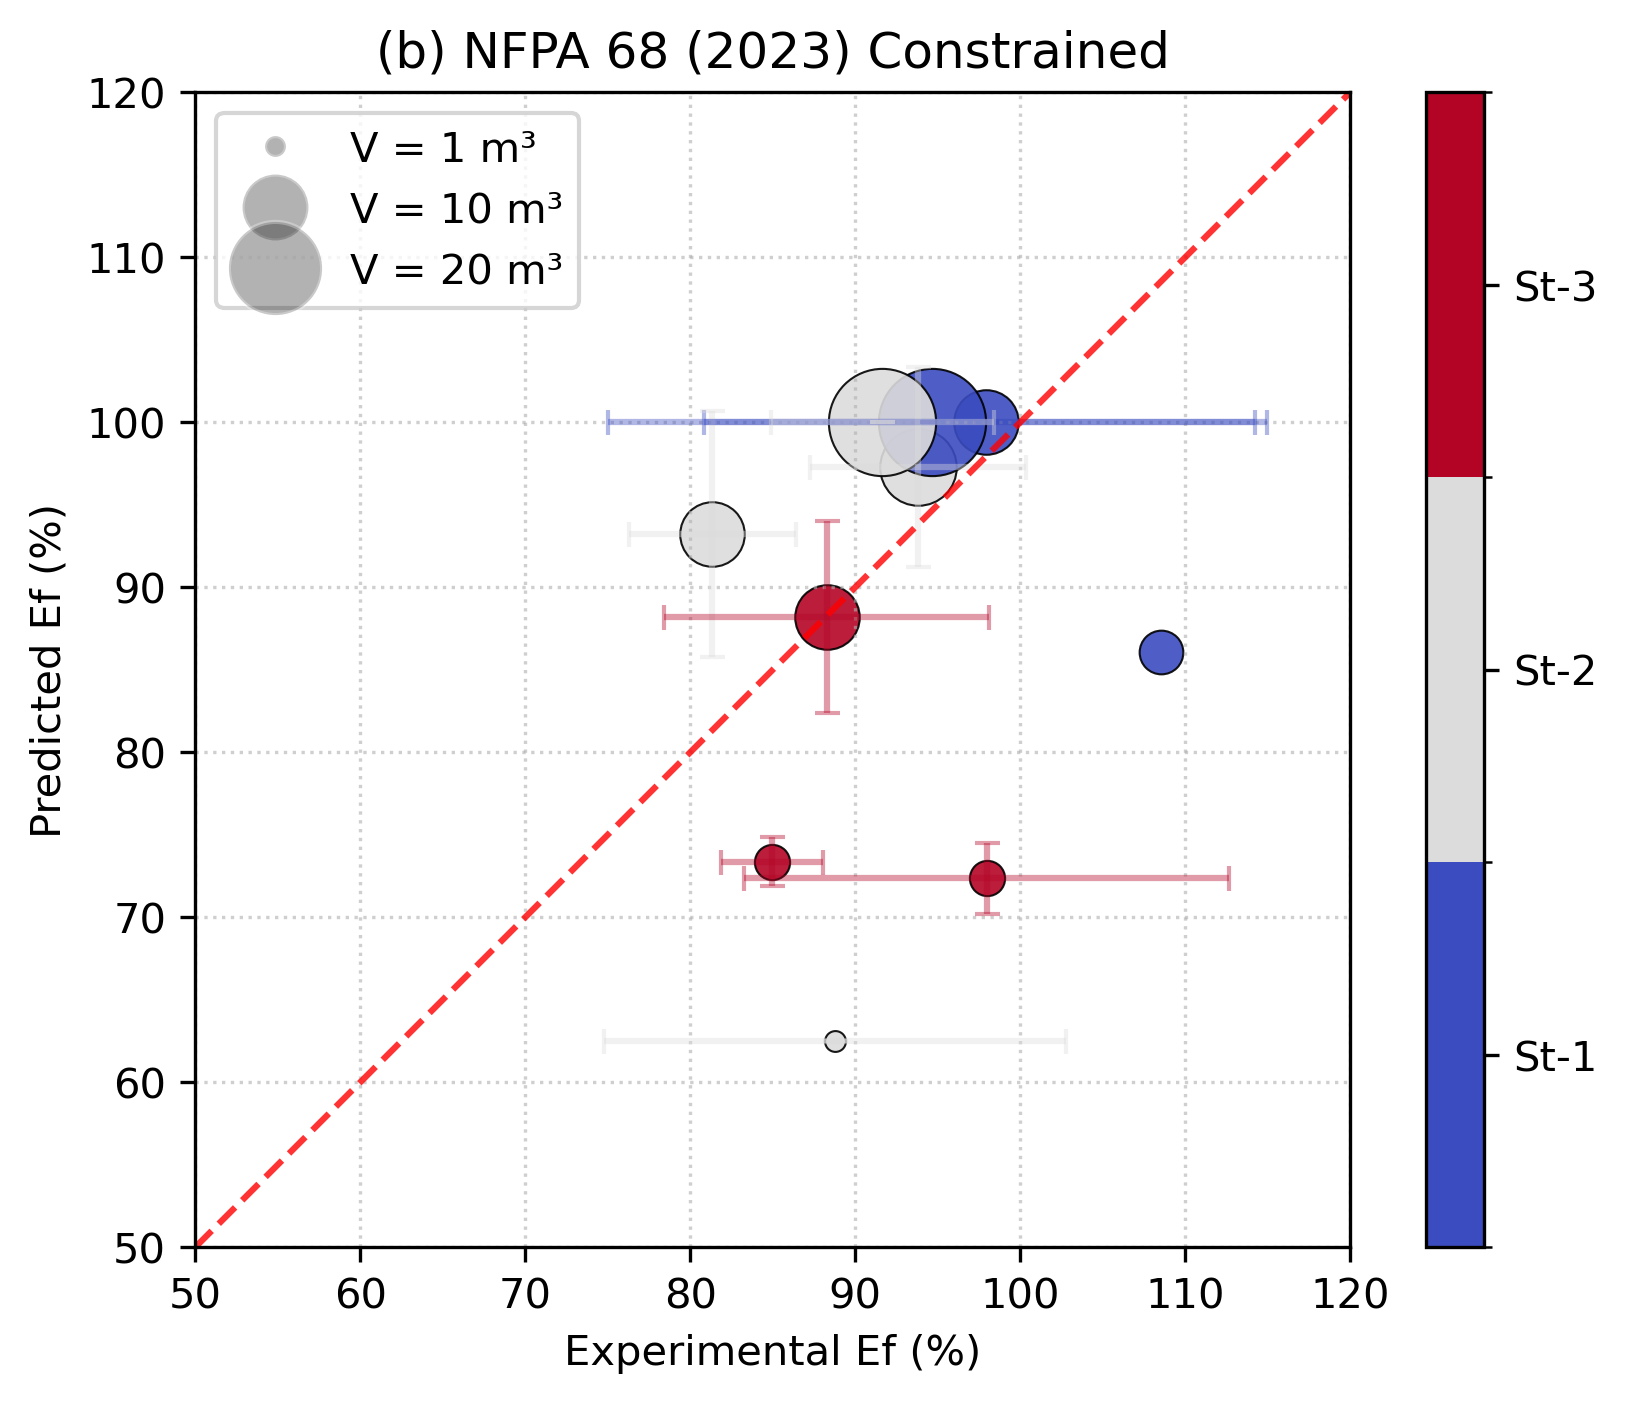 (b) NFPA 68 (2023) Constrained
V = 1 m³
V = 10 m³
V = 20 m³
120
110
100
90
80
70
60
50
Predicted Ef (%)
50 60 70 80 90 100 110 120
Experimental Ef (%)
St-3
St-2
St-1